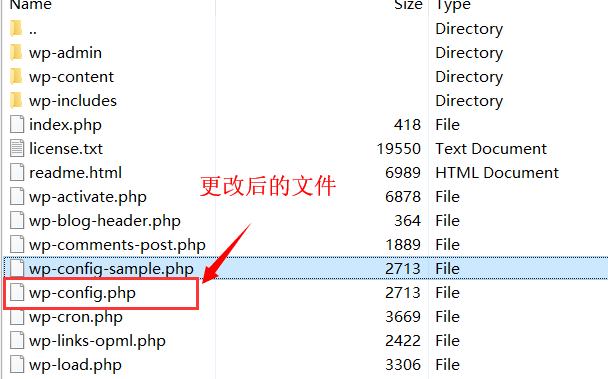 Name Size Type
.. Directory
wp-admin Directory
wp-content Directory
wp-includes Directory
index.php 418 File
license.txt 19550 Text Document
readme.html 6989 HTML Document
更改后的文件
wp-activate.php 6878 File
wp-blog-header.php 364 File
wp-comments-post.php 1889 File
wp-config-sample.php 2713 File
wp-config.php 2713 File
wp-cron.php 3669 File
wp-links-opml.php 2422 File
wp-load.php 3306 File